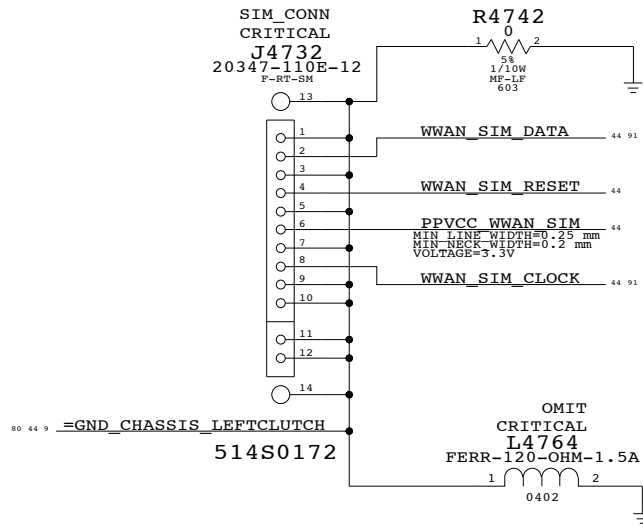 SIM_CONN
CRITICAL
J4732
20347-110E-12
F-RT-SM
R4742
0
1 2
5%
1/10W
MF-LF
603
13
1
WWAN_SIM_DATA 44 91
2
3
4
WWAN_SIM_RESET 44
5
6
PPVCC_WWAN_SIM 44
MIN_LINE_WIDTH=0.25 mm
MIN_NECK_WIDTH=0.2 mm
VOLTAGE=3.3V
7
8
WWAN_SIM_CLOCK 44 91
9
10
11
12
14
80 44 9 =GND_CHASSIS_LEFTCLUTCH
514S0172
OMIT
CRITICAL
L4764
FERR-120-OHM-1.5A
1 2
0402